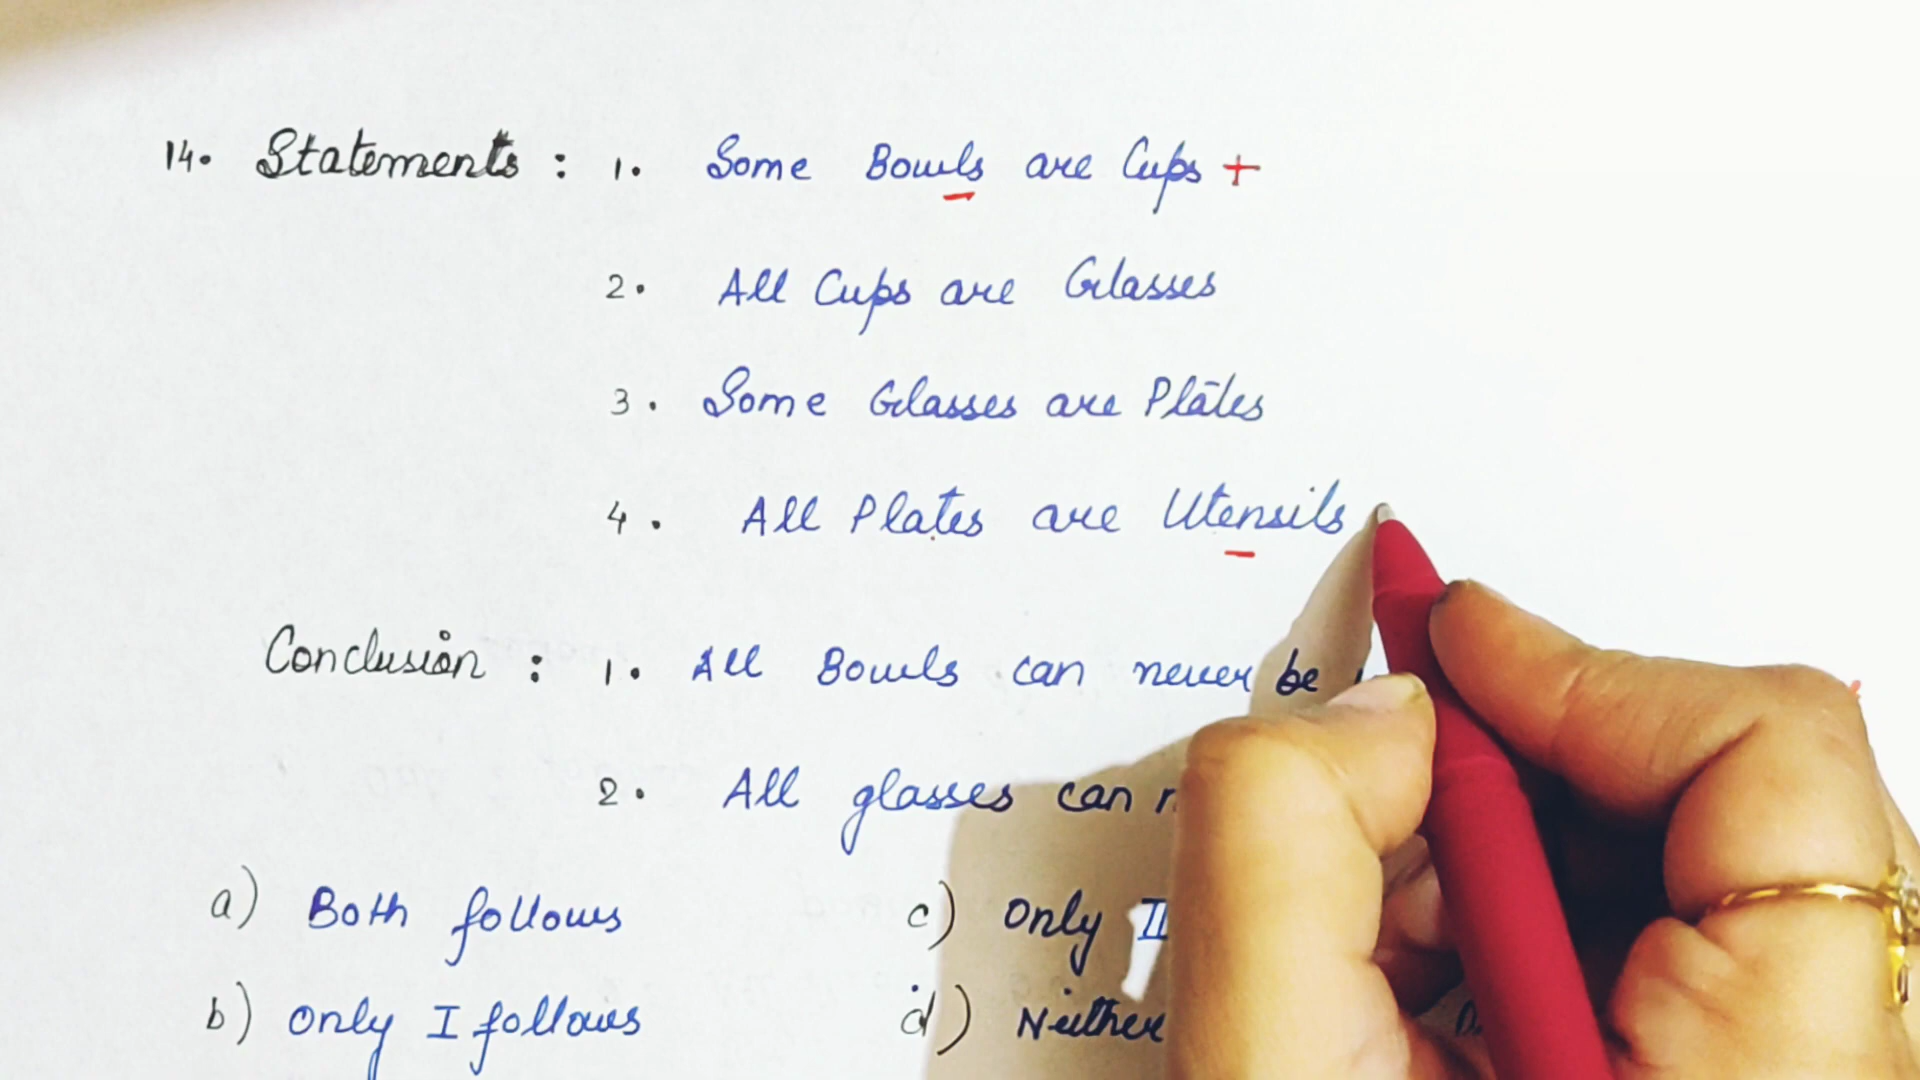 14. Statements : 1. Some Bowls are Cups +
2. All Cups are Glasses
3. Some Glasses are Plates
4. All Plates are Utensils
Conclusion : 1. All Bowls can never be
2. All glasses can
a) Both follows
c) Only II
b) Only I follows
d) Neither